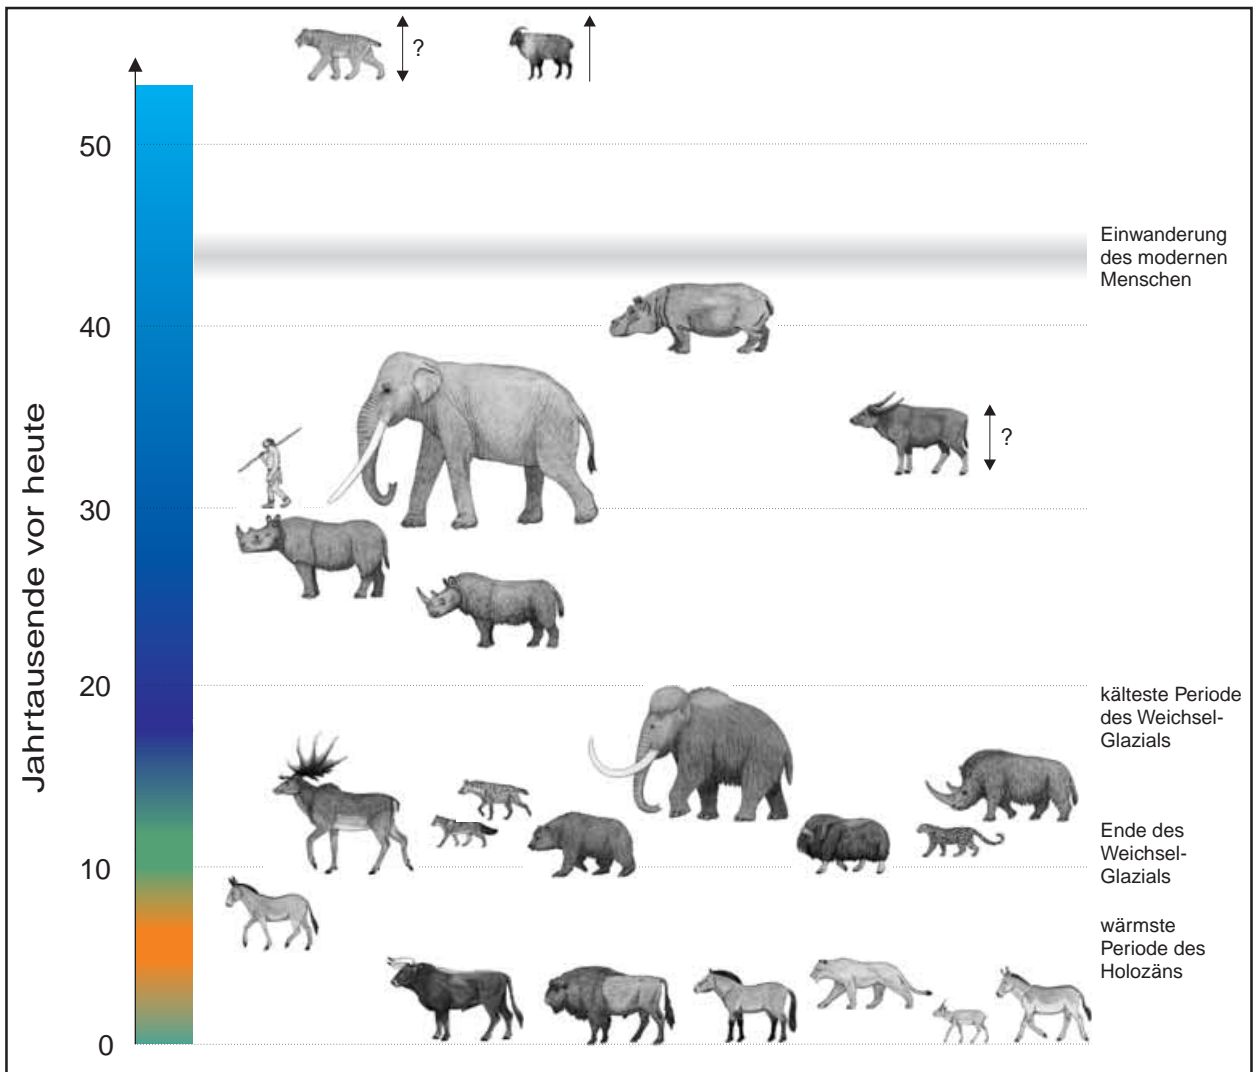 ?
50
Einwanderung
des modernen
Menschen
40
?
Jahrtausende vor heute
30
20
kälteste Periode
des Weichsel-
Glazials
Ende des
Weichsel-
Glazials
10
wärmste
Periode des
Holozäns
0